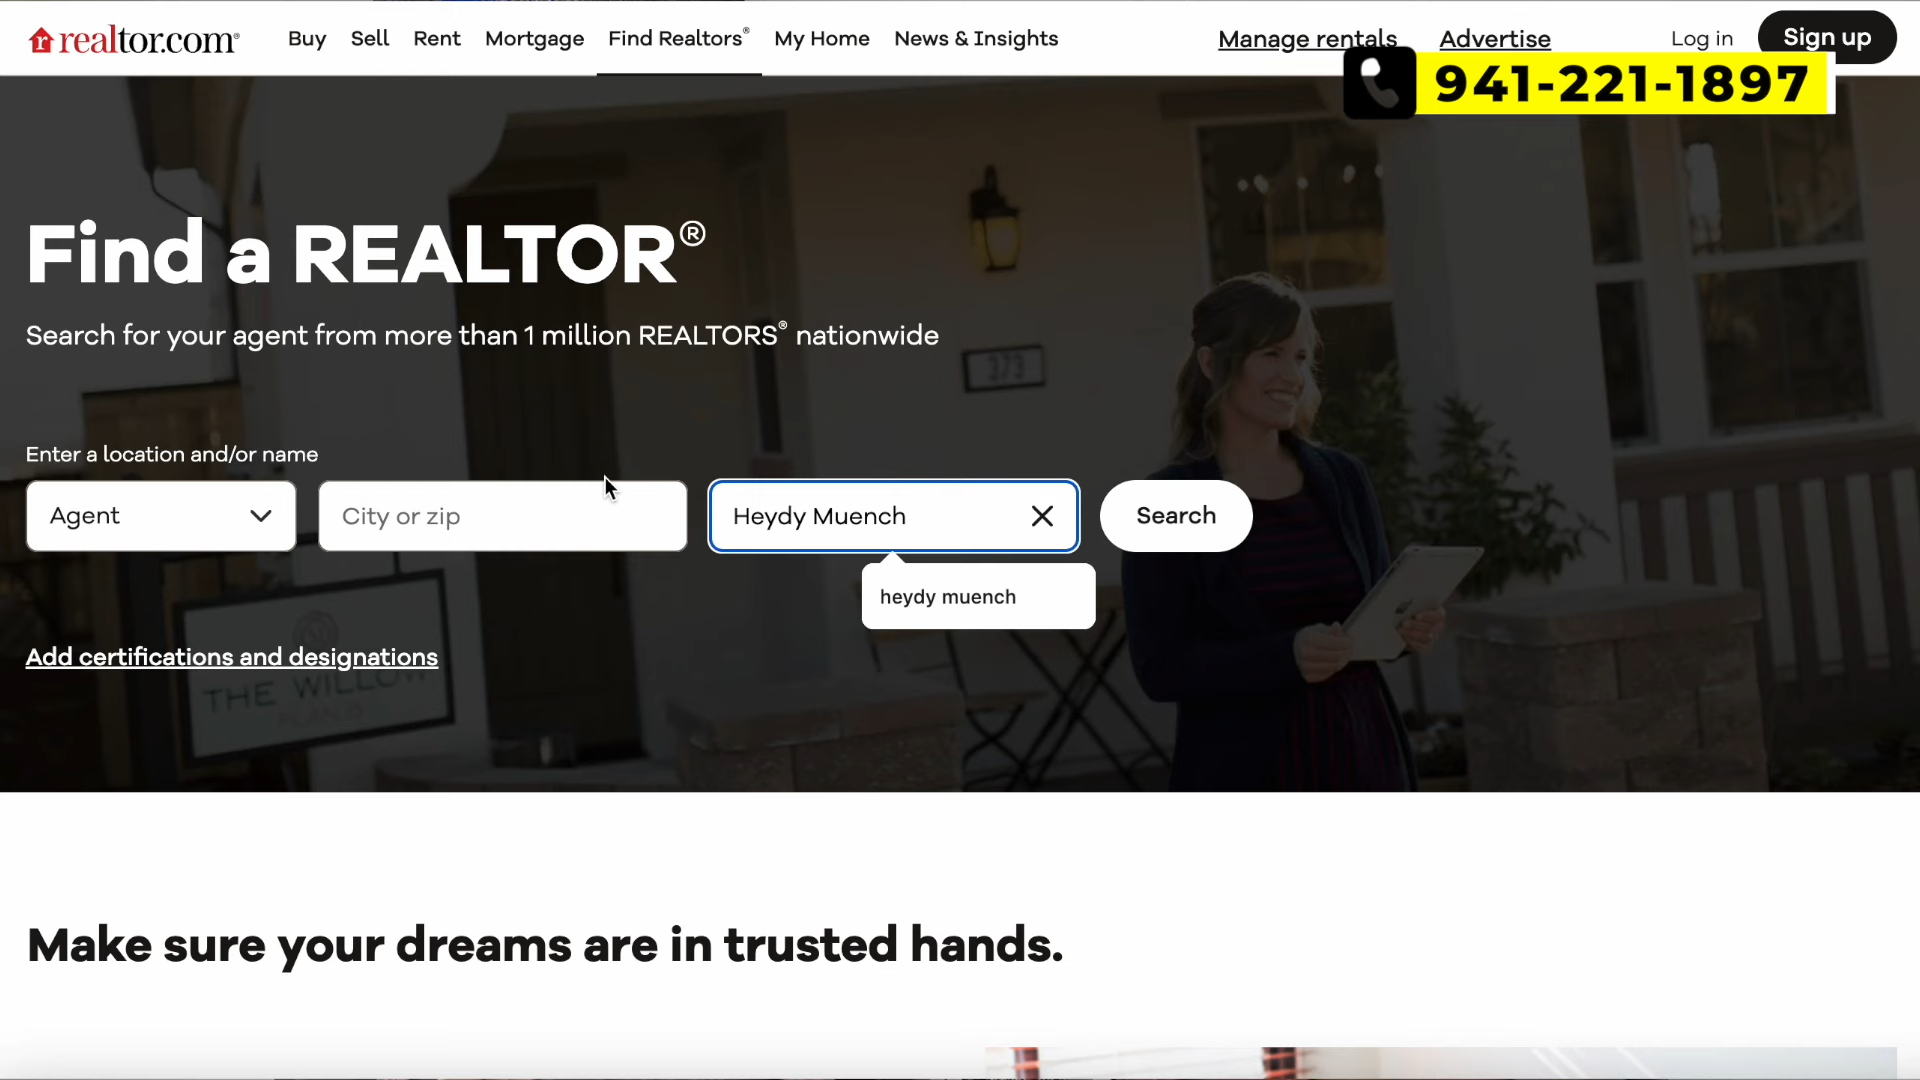 realtor.com®
Buy Sell Rent Mortgage Find Realtors® My Home News & Insights Manage rentals Advertise Log in Sign up
941-221-1897
Find a REALTOR®
Search for your agent from more than 1 million REALTORS® nationwide
373
Enter a location and/or name
Agent City or zip Heydy Muench Search
heydy muench
Add certifications and designations
THE WILLOW
Make sure your dreams are in trusted hands.